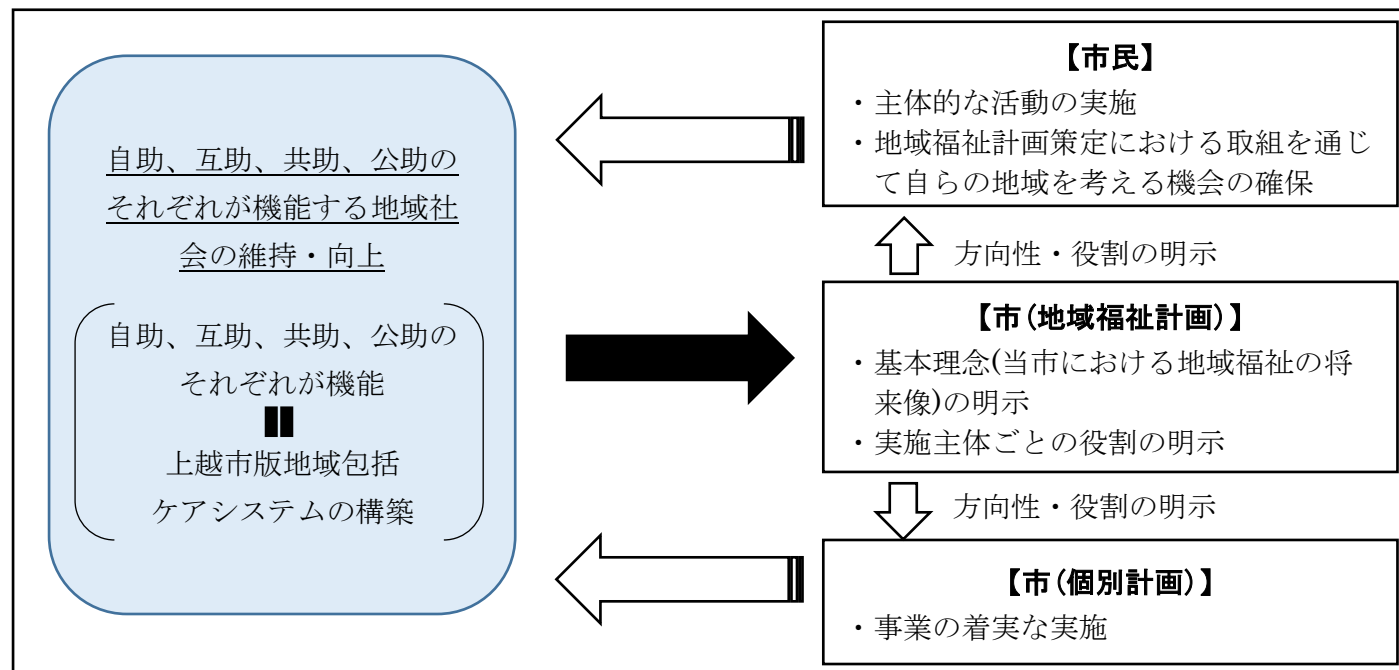 自助、互助、共助、公助の
それぞれが機能する地域社
会の維持・向上
自助、互助、共助、公助の
それぞれが機能
上越市版地域包括
ケアシステムの構築
【市民】
・主体的な活動の実施
・地域福祉計画策定における取組を通じ
て自らの地域を考える機会の確保
方向性・役割の明示
【市(地域福祉計画)】
・基本理念(当市における地域福祉の将
来像)の明示
・実施主体ごとの役割の明示
方向性・役割の明示
【市(個別計画)】
・事業の着実な実施